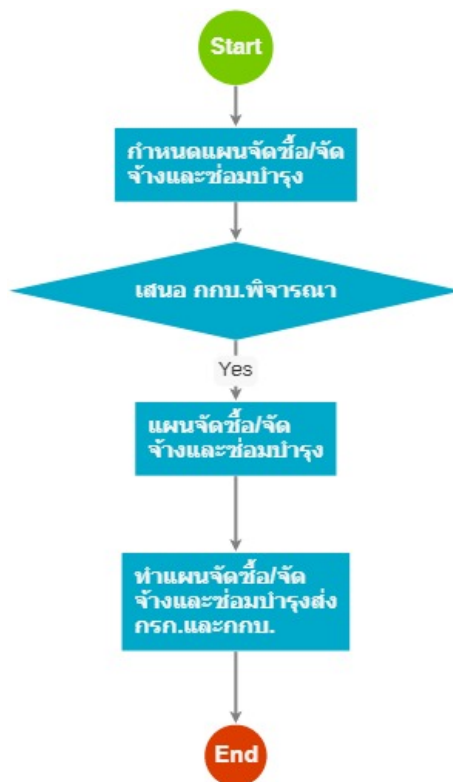 Start
กำหนดแผนจัดซื้อ/จัด
จ้างและซ่อมบำรุง
เสนอ กกบ.พิจารณา
Yes
แผนจัดซื้อ/จัด
จ้างและซ่อมบำรุง
ทำแผนจัดซื้อ/จัด
จ้างและซ่อมบำรุงส่ง
กรก.และกกบ.
End